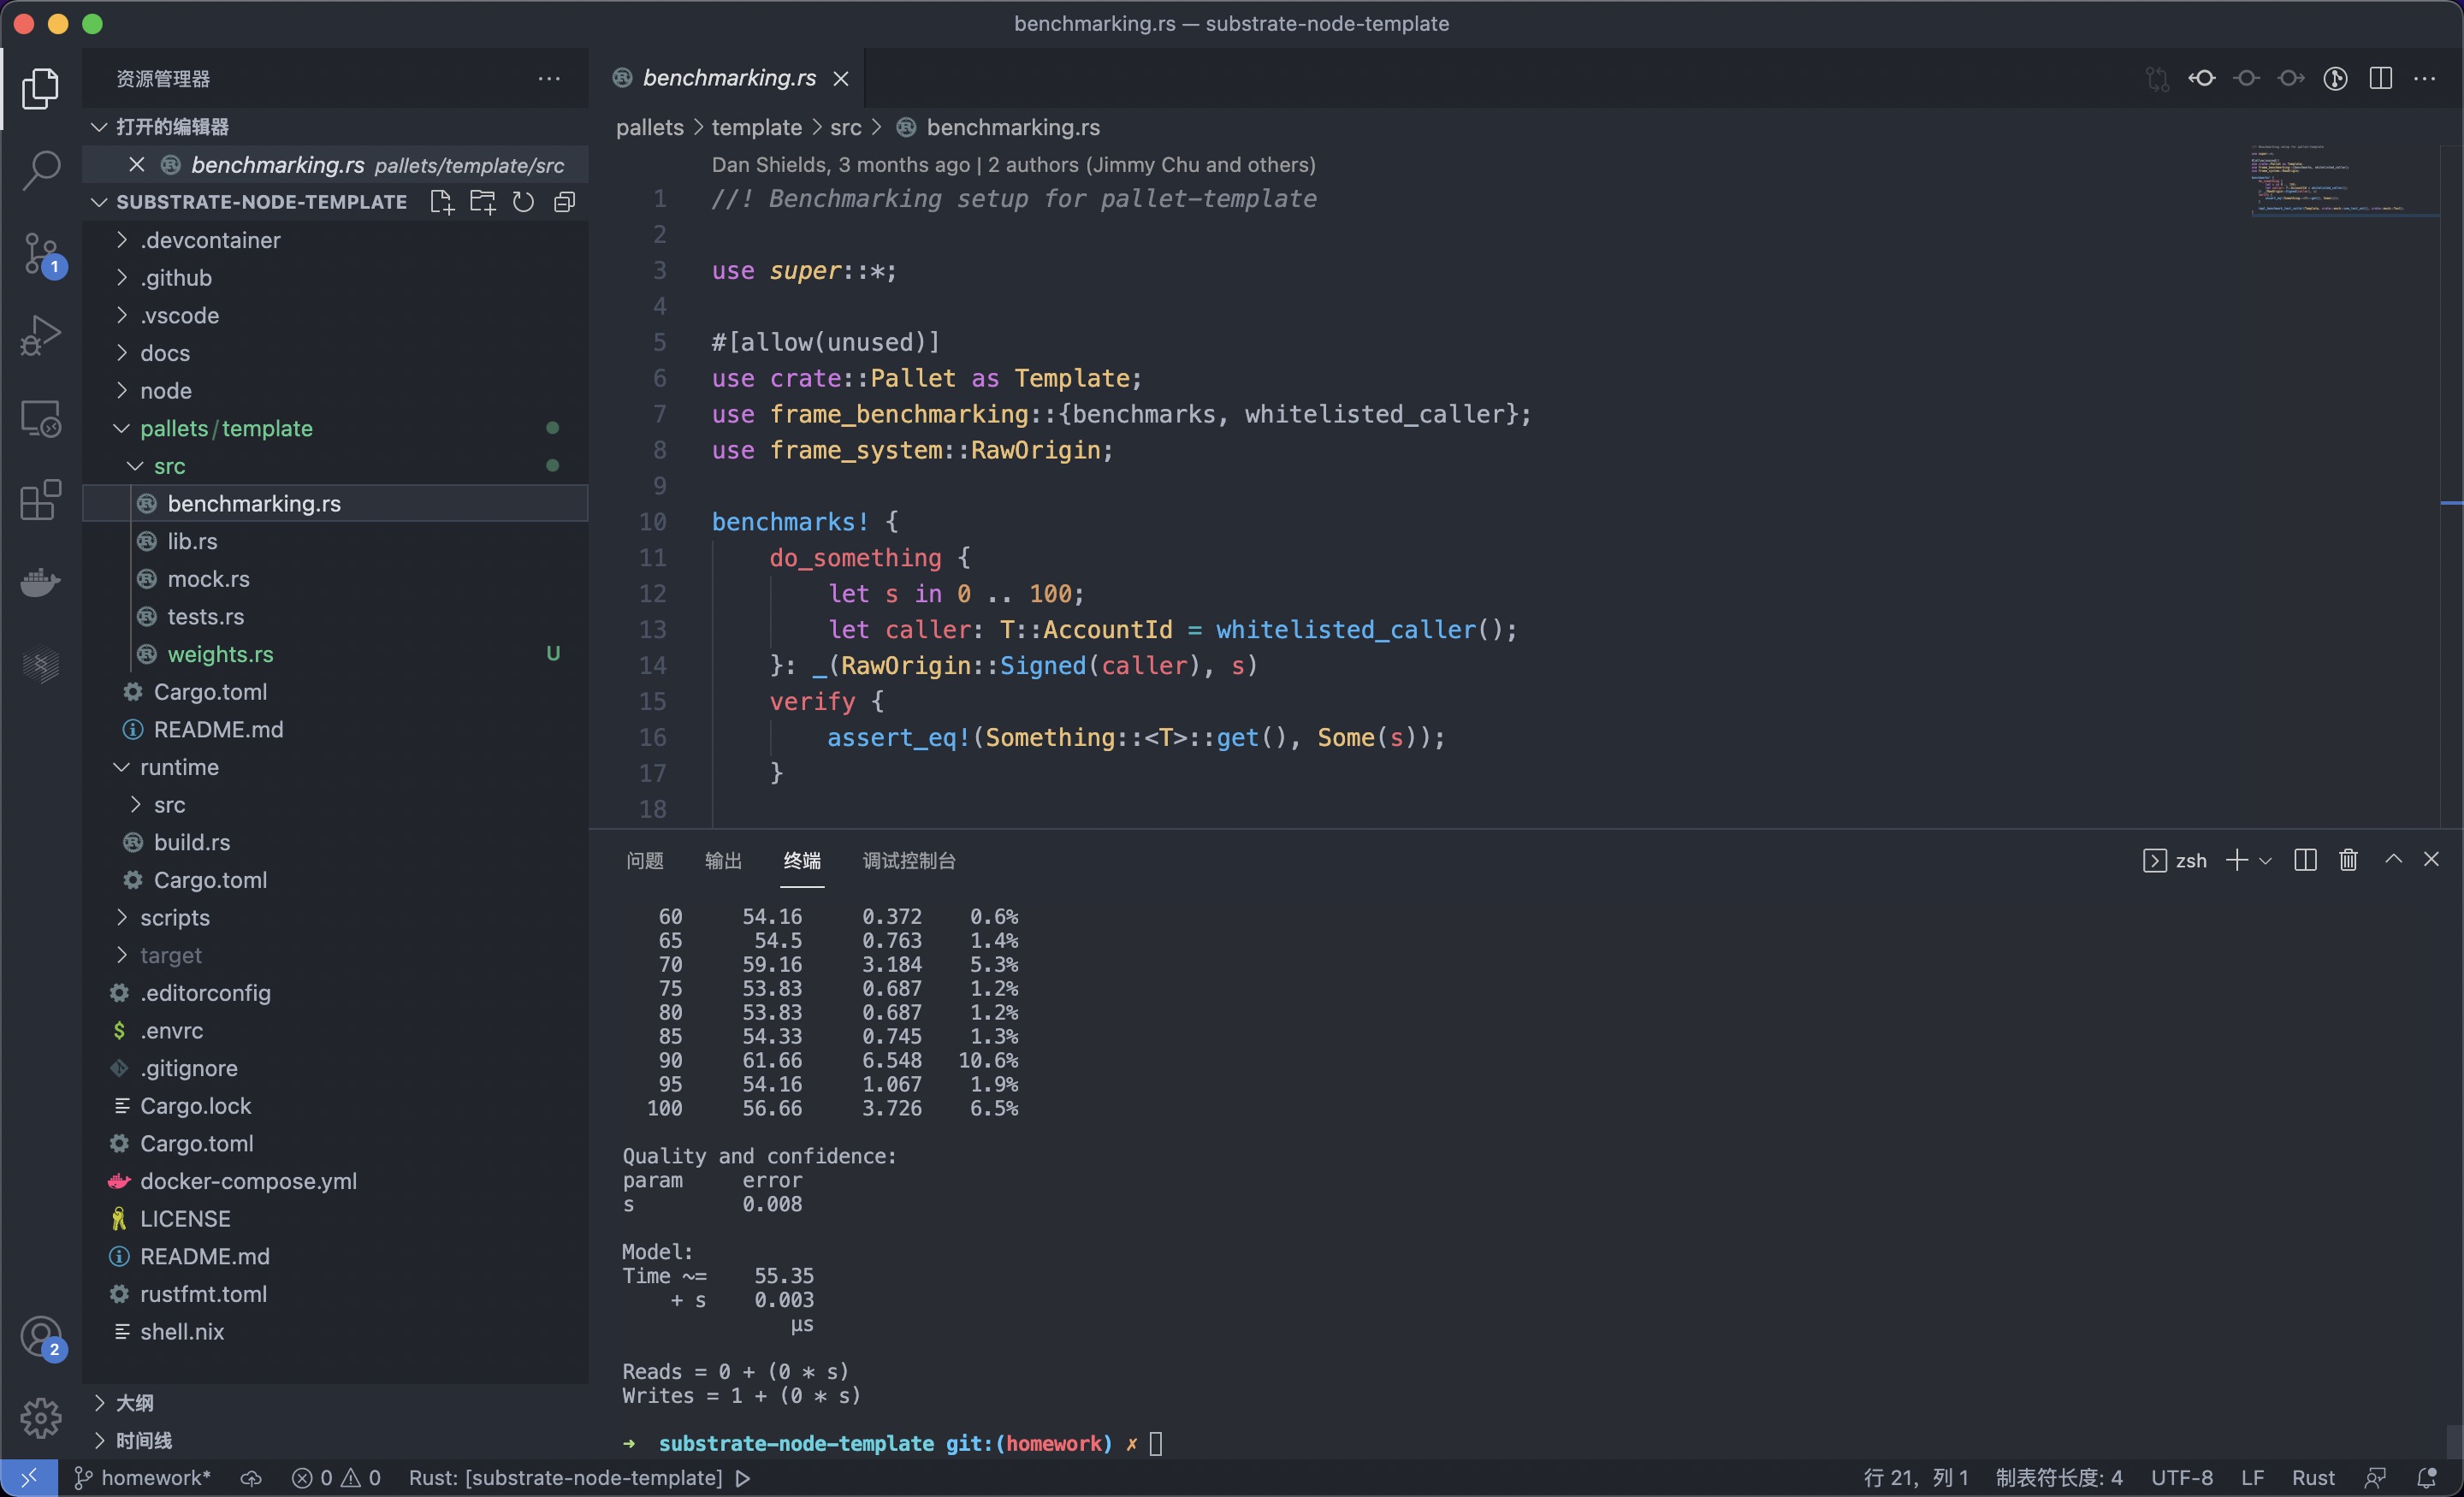 benchmarking.rs — substrate-node-template
资源管理器
打开的编辑器
benchmarking.rs pallets/template/src
SUBSTRATE-NODE-TEMPLATE
.devcontainer
.github
.vscode
docs
node
pallets/template
src
benchmarking.rs
lib.rs
mock.rs
tests.rs
weights.rs U
Cargo.toml
README.md
runtime
src
build.rs
Cargo.toml
scripts
target
.editorconfig
.envrc
.gitignore
Cargo.lock
Cargo.toml
docker-compose.yml
LICENSE
README.md
rustfmt.toml
shell.nix
大纲
时间线
1
2
benchmarking.rs
pallets > template > src > benchmarking.rs
Dan Shields, 3 months ago | 2 authors (Jimmy Chu and others)
1 //! Benchmarking setup for pallet-template
2
3 use super::*;
4
5 #[allow(unused)]
6 use crate::Pallet as Template;
7 use frame_benchmarking::{benchmarks, whitelisted_caller};
8 use frame_system::RawOrigin;
9
10 benchmarks! {
11 do_something {
12 let s in 0 .. 100;
13 let caller: T::AccountId = whitelisted_caller();
14 }: _(RawOrigin::Signed(caller), s)
15 verify {
16 assert_eq!(Something::<T>::get(), Some(s));
17 }
18
问题 输出 终端 调试控制台
zsh
60 54.16 0.372 0.6%
65 54.5 0.763 1.4%
70 59.16 3.184 5.3%
75 53.83 0.687 1.2%
80 53.83 0.687 1.2%
85 54.33 0.745 1.3%
90 61.66 6.548 10.6%
95 54.16 1.067 1.9%
100 56.66 3.726 6.5%
Quality and confidence:
param error
s 0.008
Model:
Time ~= 55.35
+ s 0.003
µs
Reads = 0 + (0 * s)
Writes = 1 + (0 * s)
➜ substrate-node-template git:(homework) ✗
homework* 0 0 Rust: [substrate-node-template]
行 21, 列 1 制表符长度: 4 UTF-8 LF Rust